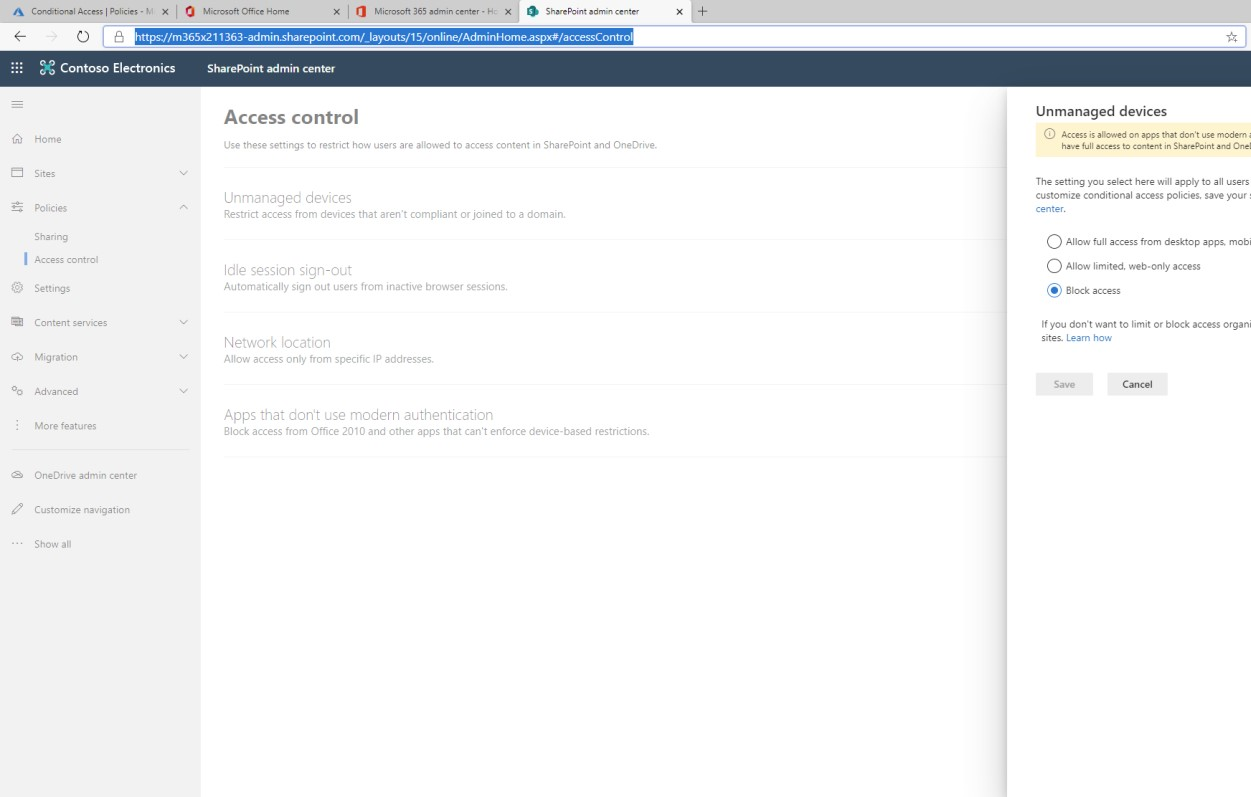 Conditional Access | Policies - M
Microsoft Office Home
Microsoft 365 admin center - Ho
SharePoint admin center
https://m365x211363-admin.sharepoint.com/_layouts/15/online/AdminHome.aspx#/accessControl
Contoso Electronics
SharePoint admin center
Home
Sites
Policies
Sharing
Access control
Settings
Content services
Migration
Advanced
More features
OneDrive admin center
Customize navigation
Show all
Access control
Use these settings to restrict how users are allowed to access content in SharePoint and OneDrive.
Unmanaged devices
Restrict access from devices that aren't compliant or joined to a domain.
Idle session sign-out
Automatically sign out users from inactive browser sessions.
Network location
Allow access only from specific IP addresses.
Apps that don't use modern authentication
Block access from Office 2010 and other apps that can't enforce device-based restrictions.
Unmanaged devices
Access is allowed on apps that don't use modern a
have full access to content in SharePoint and One
The setting you select here will apply to all users
customize conditional access policies, save your s
center.
Allow full access from desktop apps, mobi
Allow limited, web-only access
Block access
If you don't want to limit or block access organi
sites. Learn how
Save
Cancel